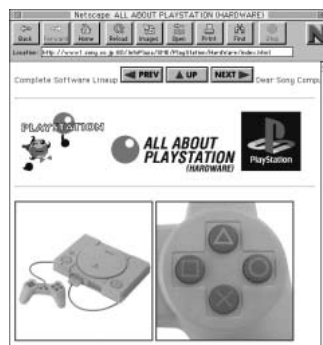 Netscape: ALL ABOUT PLAYSTATION (HARDWARE)
Back Forward Home Reload Images Open Print Find Stop
N
Location:
Complete Software Lineup PREV UP NEXT Dear Sony Compu
PLAYSTATION
ALL ABOUT
PLAYSTATION
(HARDWARE)
PlayStation